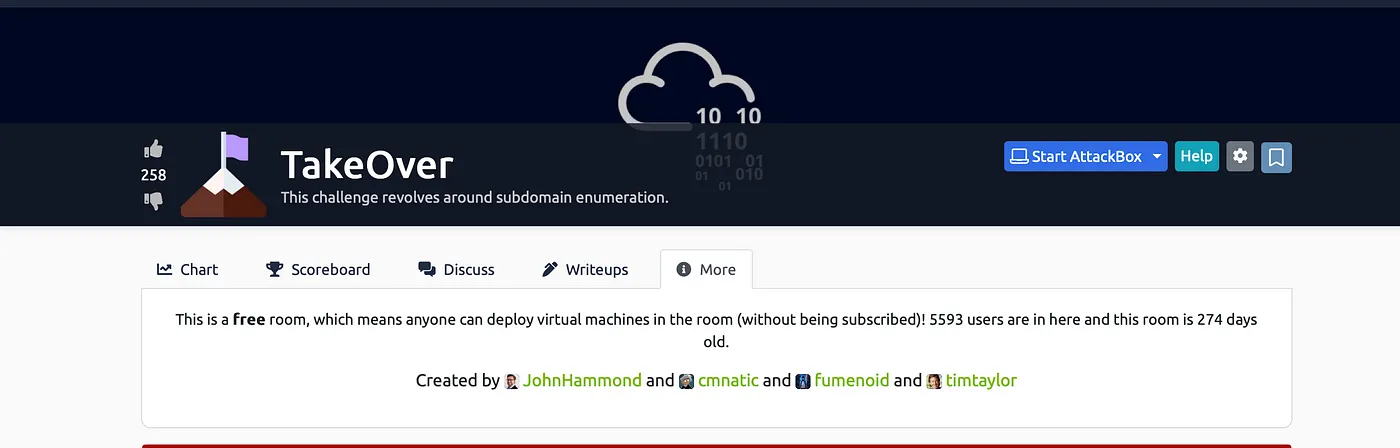 10 10
1110
0101 01
01 010
01
258
TakeOver
This challenge revolves around subdomain enumeration.
Start AttackBox
Help
Chart
Scoreboard
Discuss
Writeups
More
This is a free room, which means anyone can deploy virtual machines in the room (without being subscribed)! 5593 users are in here and this room is 274 days
old.
Created by JohnHammond and cmnatic and fumenoid and timtaylor